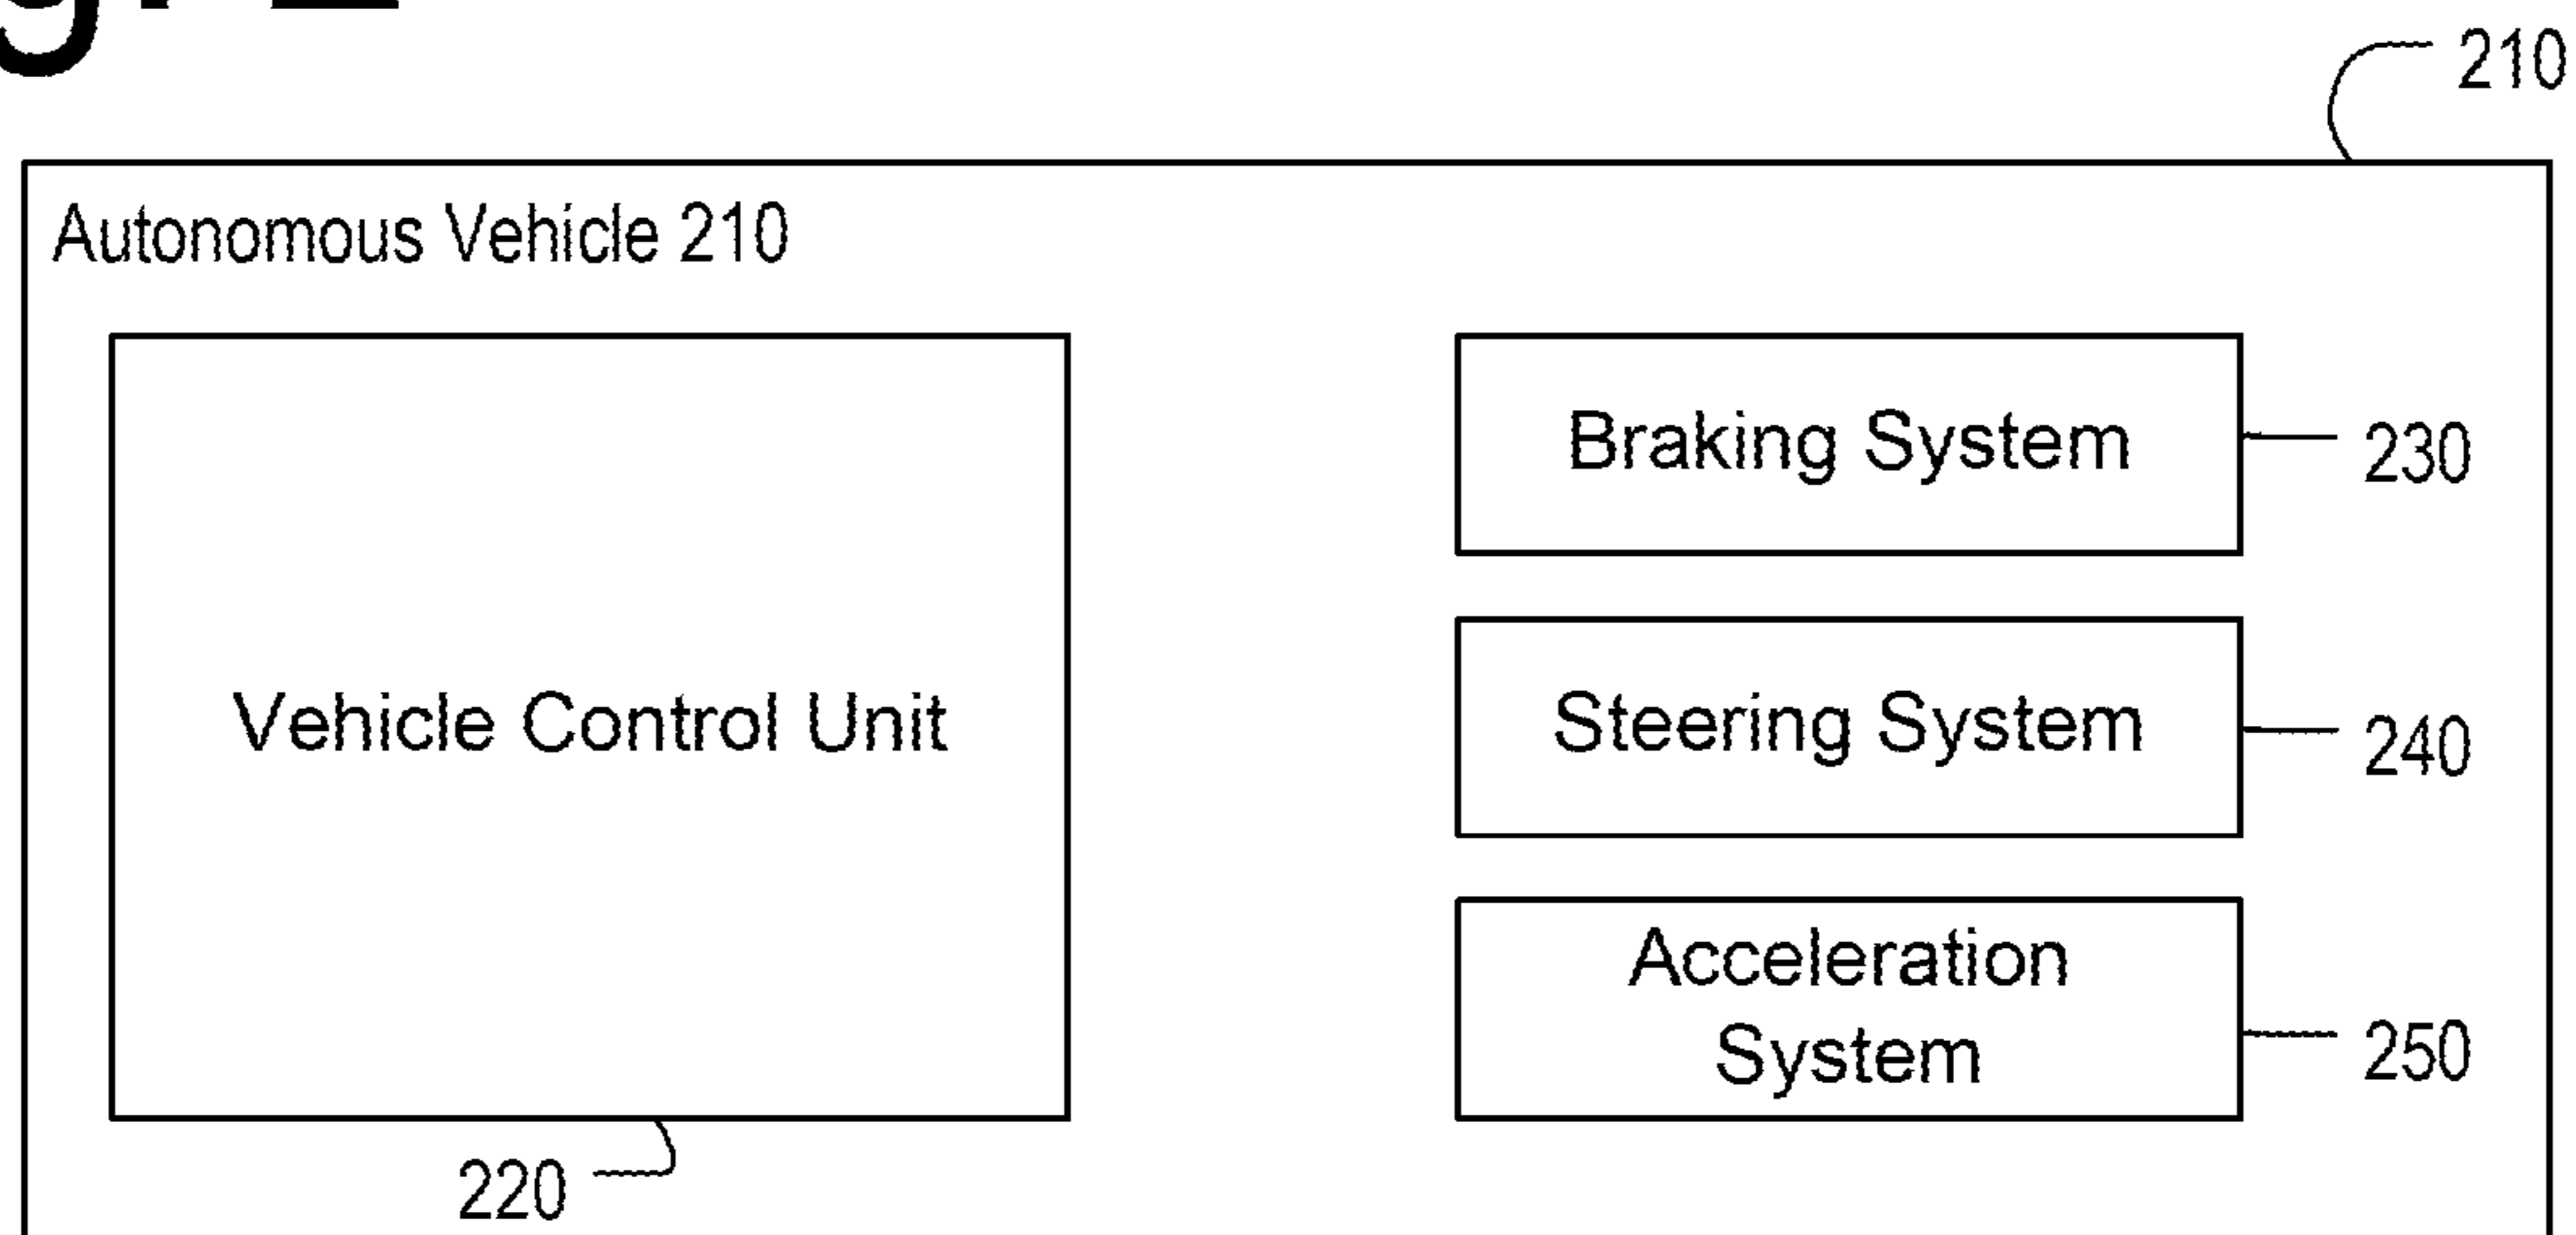 210
Autonomous Vehicle 210
Braking System
230
Vehicle Control Unit
Steering System
240
Acceleration
System
250
220